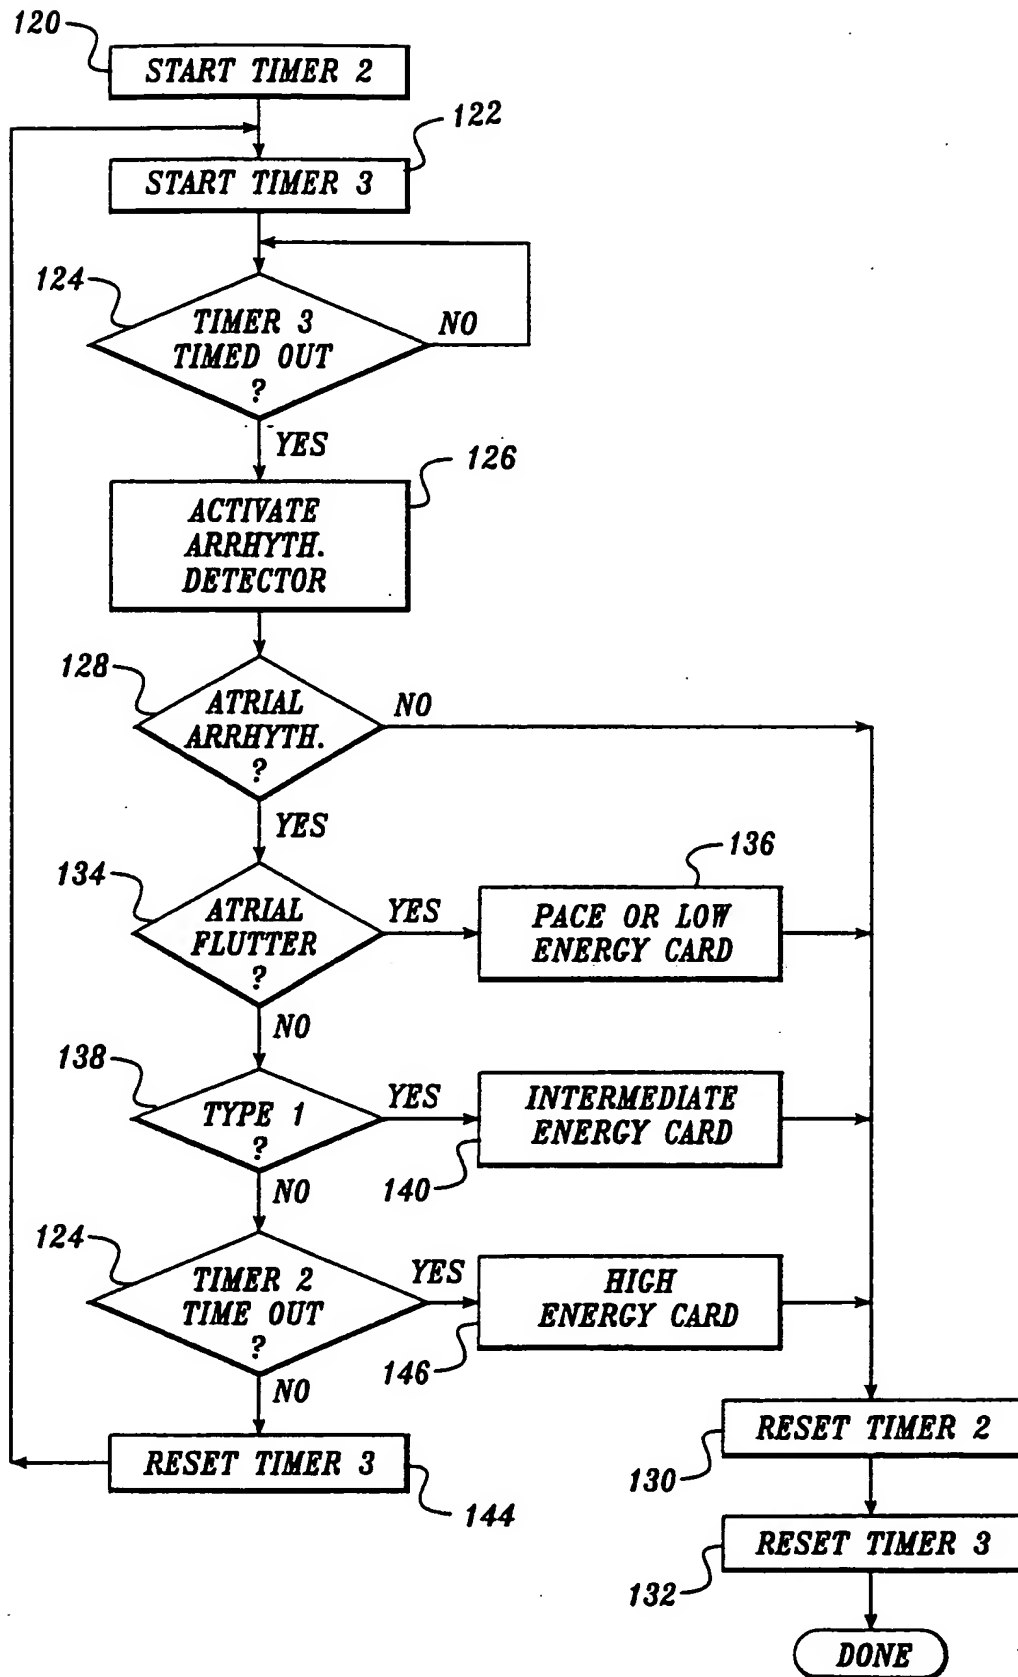 120
START TIMER 2
122
START TIMER 3
124
TIMER 3
TIMED OUT
?
NO
YES
126
ACTIVATE
ARRHYTH.
DETECTOR
128
ATRIAL
ARRHYTH.
?
NO
YES
134
ATRIAL
FLUTTER
?
YES
136
PACE OR LOW
ENERGY CARD
NO
138
TYPE 1
?
YES
INTERMEDIATE
ENERGY CARD
140
NO
124
TIMER 2
TIME OUT
?
YES
HIGH
ENERGY CARD
146
NO
RESET TIMER 3
144
RESET TIMER 2
130
RESET TIMER 3
132
DONE